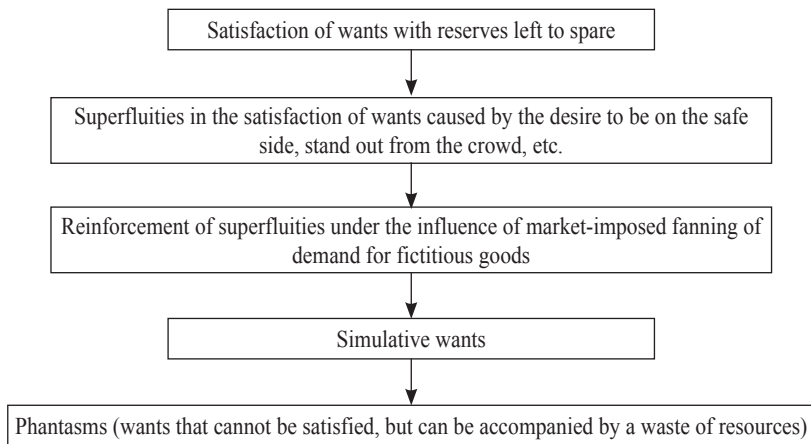 Satisfaction of wants with reserves left to spare
Superfluities in the satisfaction of wants caused by the desire to be on the safe
side, stand out from the crowd, etc.
Reinforcement of superfluities under the influence of market-imposed fanning of
demand for fictitious goods
Simulative wants
Phantasms (wants that cannot be satisfied, but can be accompanied by a waste of resources)